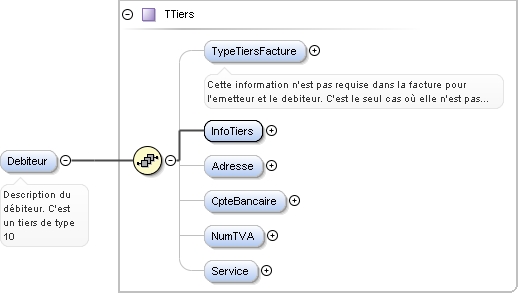 TTiers
TypeTiersFacture
Cette information n'est pas requise dans la facture pour
l'emetteur et le debiteur. C'est le seul cas où elle n'est pas...
InfoTiers
Debiteur
Adresse
Description du
débiteur. C'est
un tiers de type
10
CpteBancaire
NumTVA
Service